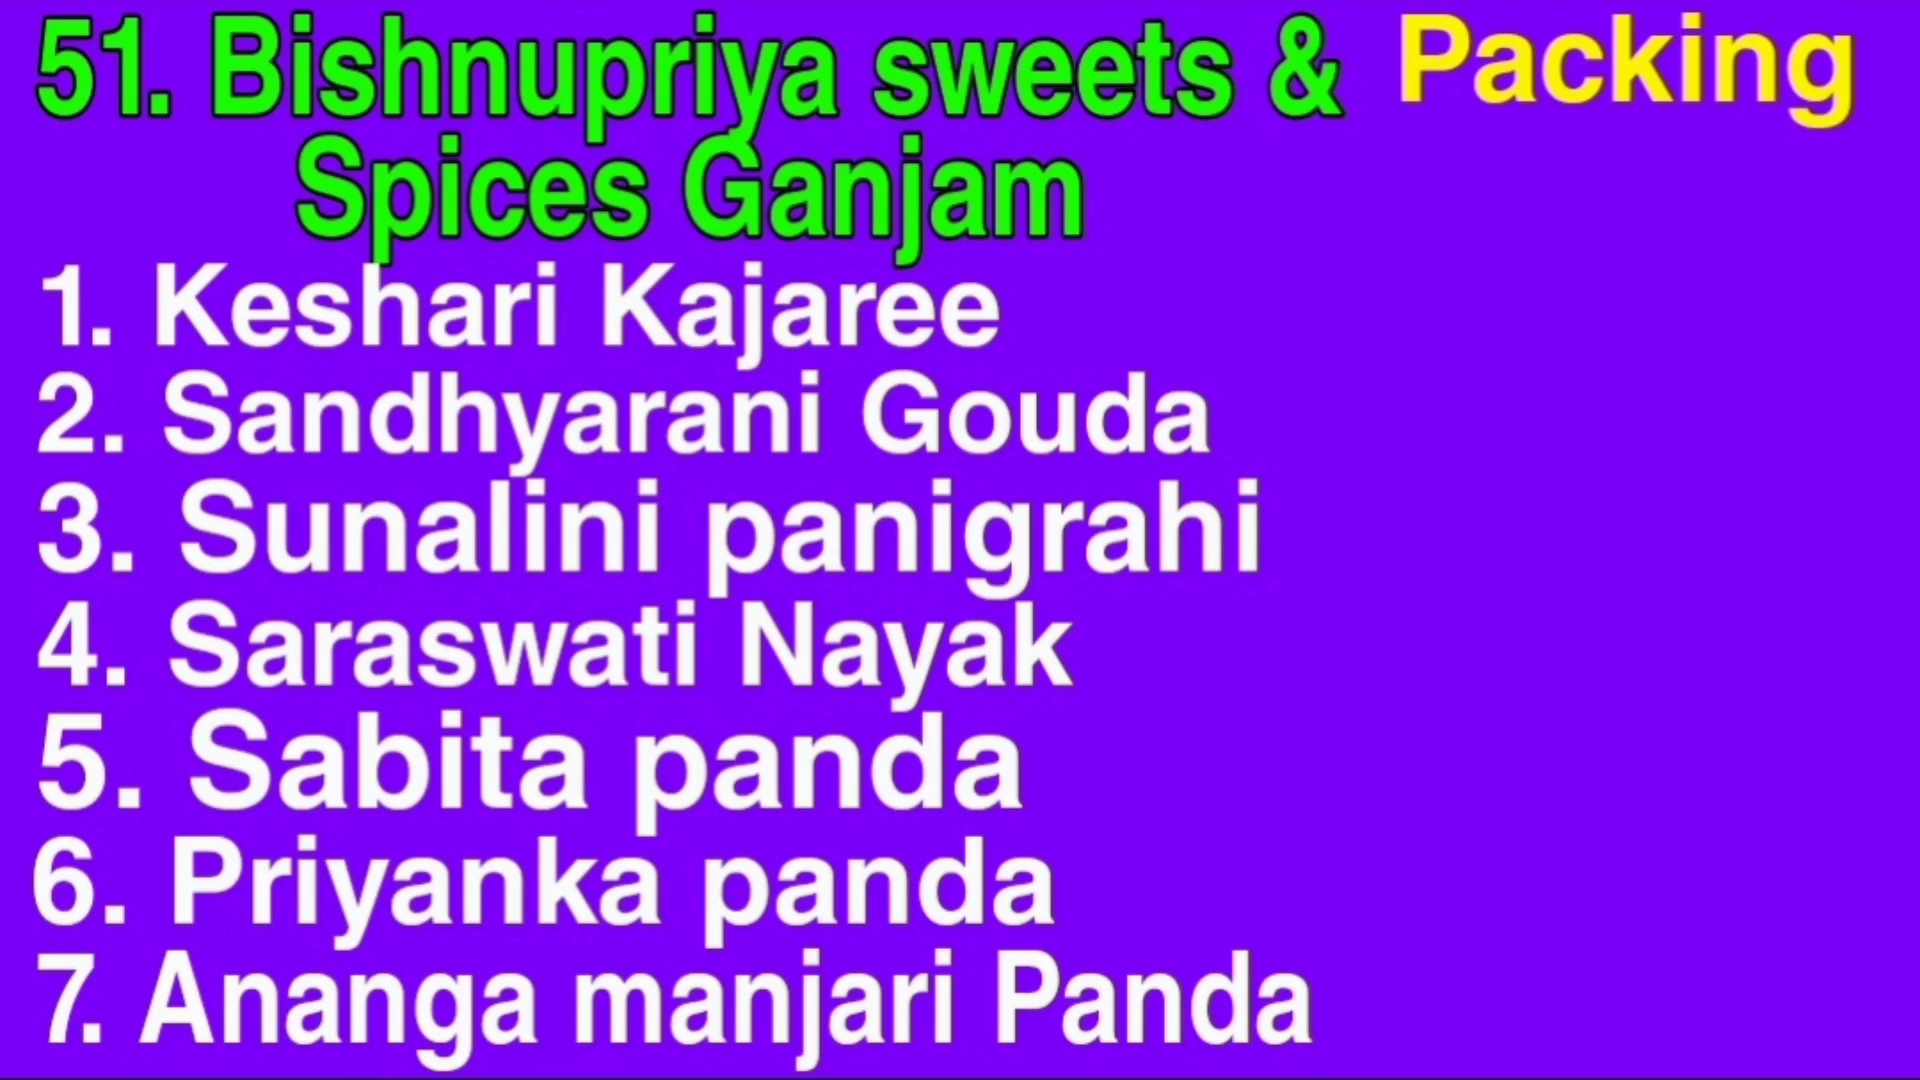 51. Bishnupriya sweets & Packing
Spices Ganjam
1. Keshari Kajaree
2. Sandhyarani Gouda
3. Sunalini panigrahi
4. Saraswati Nayak
5. Sabita panda
6. Priyanka panda
7. Ananga manjari Panda